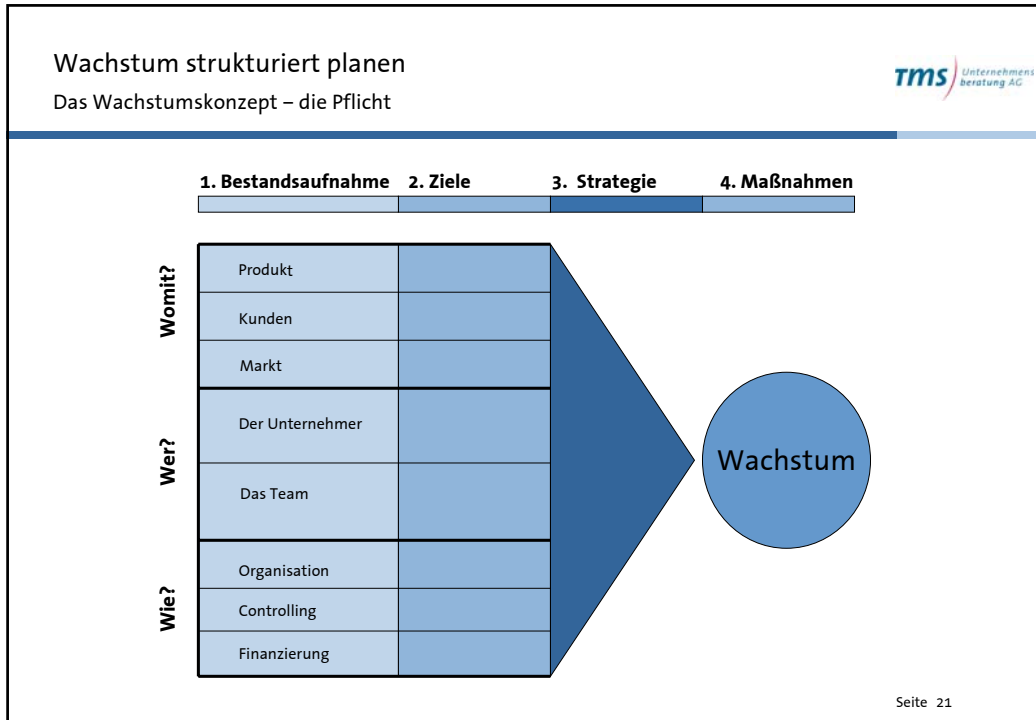 Wachstum strukturiert planen
Das Wachstumskonzept – die Pflicht
TMS Unternehmens
beratung AG
1. Bestandsaufnahme 2. Ziele 3. Strategie 4. Maßnahmen
Womit?
Produkt
Kunden
Markt
Wer?
Der Unternehmer
Das Team
Wie?
Organisation
Controlling
Finanzierung
Wachstum
Seite 21